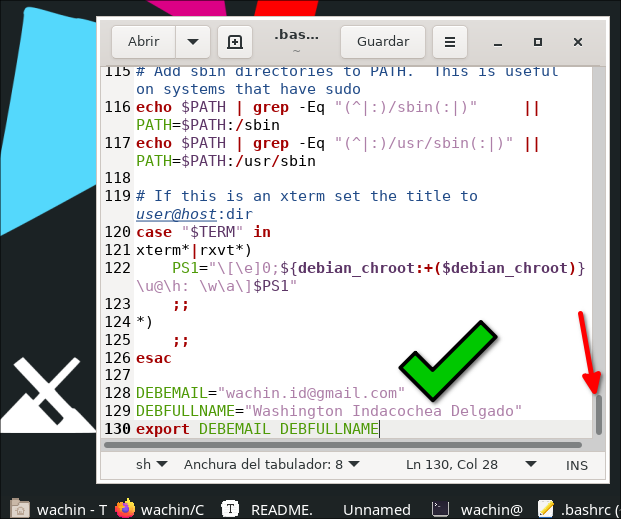 Abrir
.bas...
~
Guardar
115 # Add sbin directories to PATH.  This is useful
on systems that have sudo
116 echo $PATH | grep -Eq "(^|:)/sbin(:|)"     ||
PATH=$PATH:/sbin
117 echo $PATH | grep -Eq "(^|:)/usr/sbin(:|)" ||
PATH=$PATH:/usr/sbin
118
119 # If this is an xterm set the title to
user@host:dir
120 case "$TERM" in
121 xterm*|rxvt*)
122     PS1="\[\e]0;${debian_chroot:+($debian_chroot)}
\u@\h: \w\a\]$PS1"
123     ;;
124 *)
125     ;;
126 esac
127
128 DEBEMAIL="wachin.id@gmail.com"
129 DEBFULLNAME="Washington Indacochea Delgado"
130 export DEBEMAIL DEBFULLNAME
sh
Anchura del tabulador: 8
Ln 130, Col 28
INS
wachin - T
wachin/C
T
README.
Unnamed
wachin@
.bashrc (